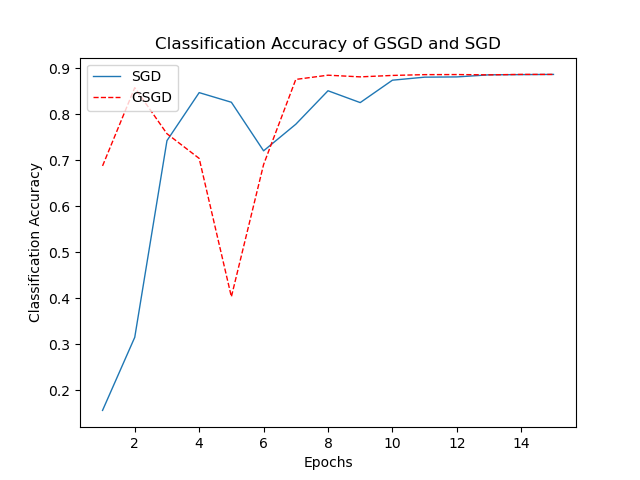 Classification Accuracy of GSGD and SGD
SGD
GSGD
0.9
0.8
0.7
0.6
0.5
0.4
0.3
0.2
Classification Accuracy
2 4 6 8 10 12 14
Epochs